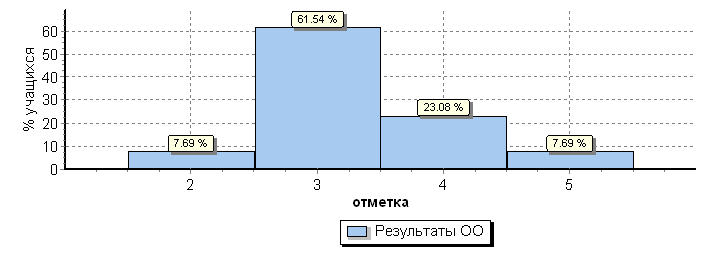 % учащихся
60
50
40
30
20
10
0
7.69 %
61.54 %
23.08 %
7.69 %
2 3 4 5
отметка
Результаты ОО